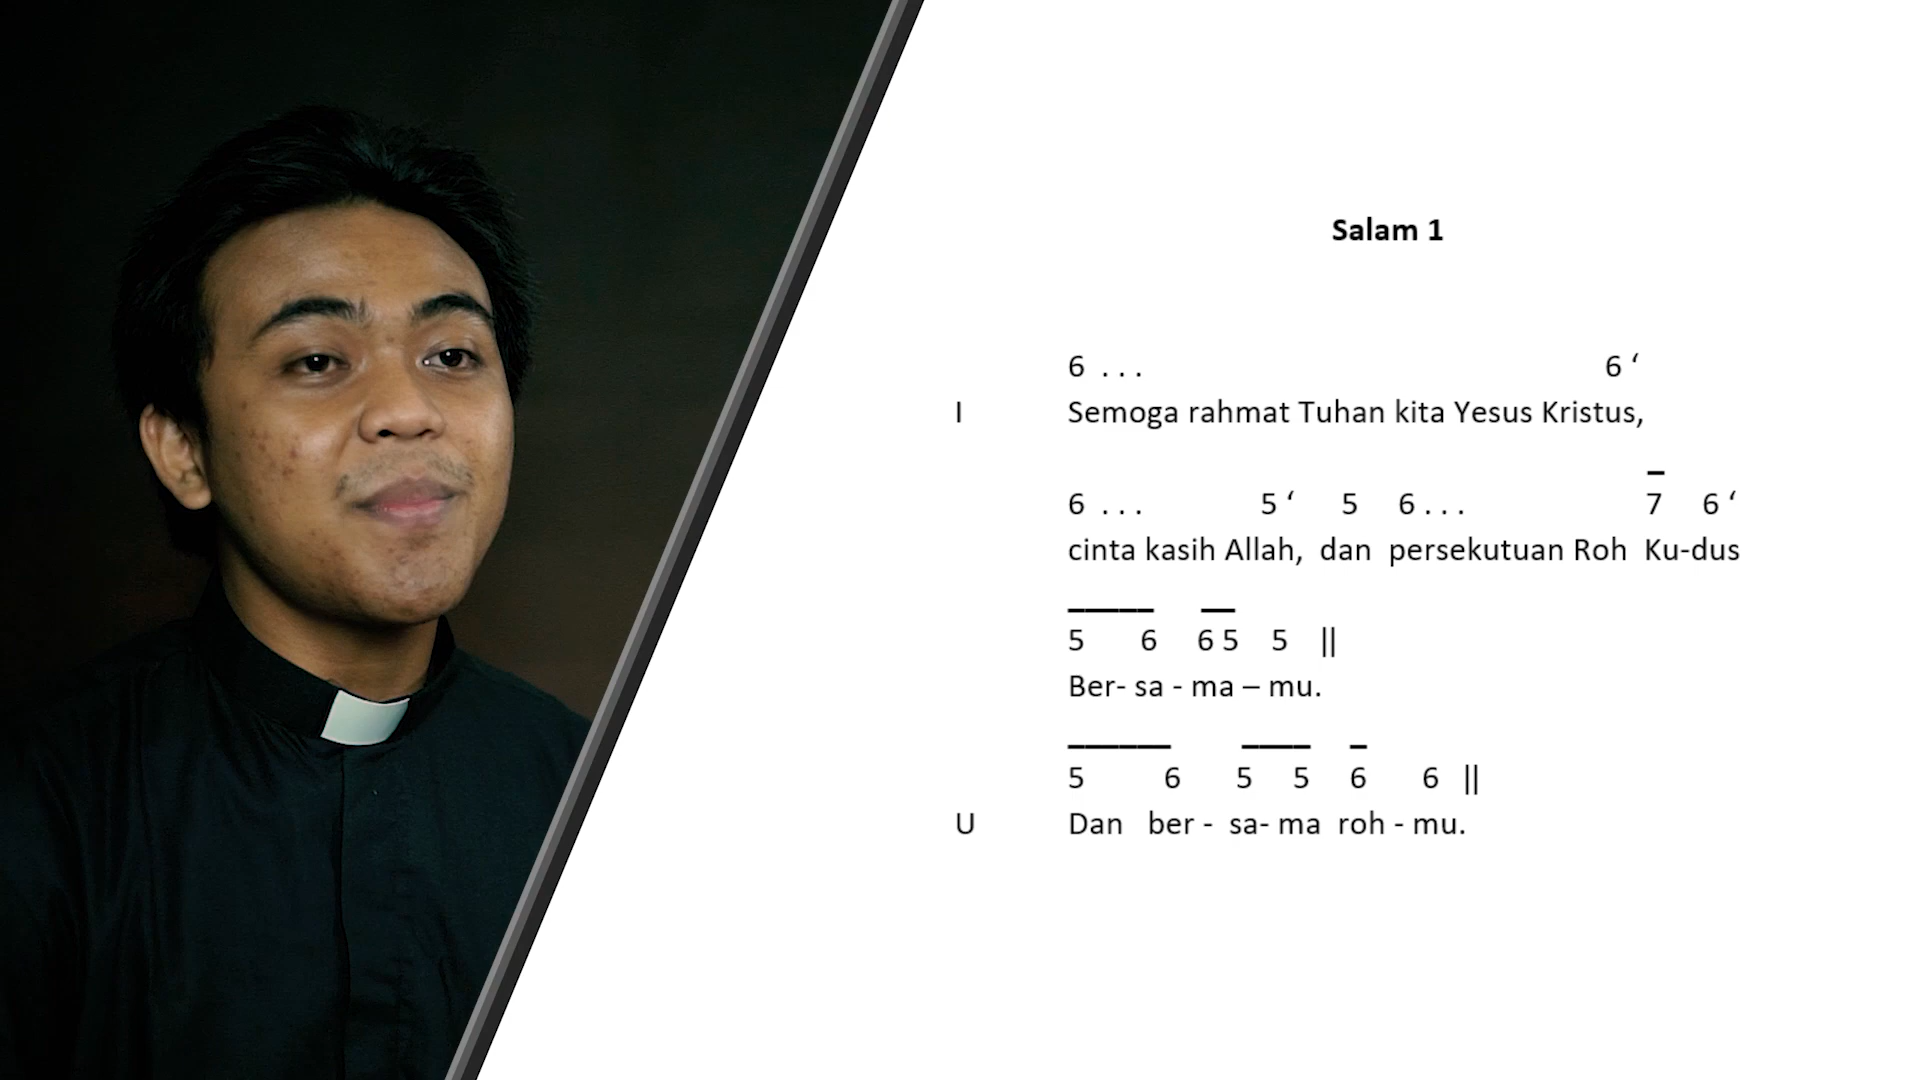 Salam 1
6 . . . 6 ‘
I Semoga rahmat Tuhan kita Yesus Kristus,
6 . . . 5 ‘ 5 6 . . . 7 6 ‘
cinta kasih Allah, dan persekutuan Roh Ku-dus
5 6 6 5 5 ||
Ber- sa - ma – mu.
5 6 5 5 6 6 ||
U Dan ber - sa- ma roh - mu.